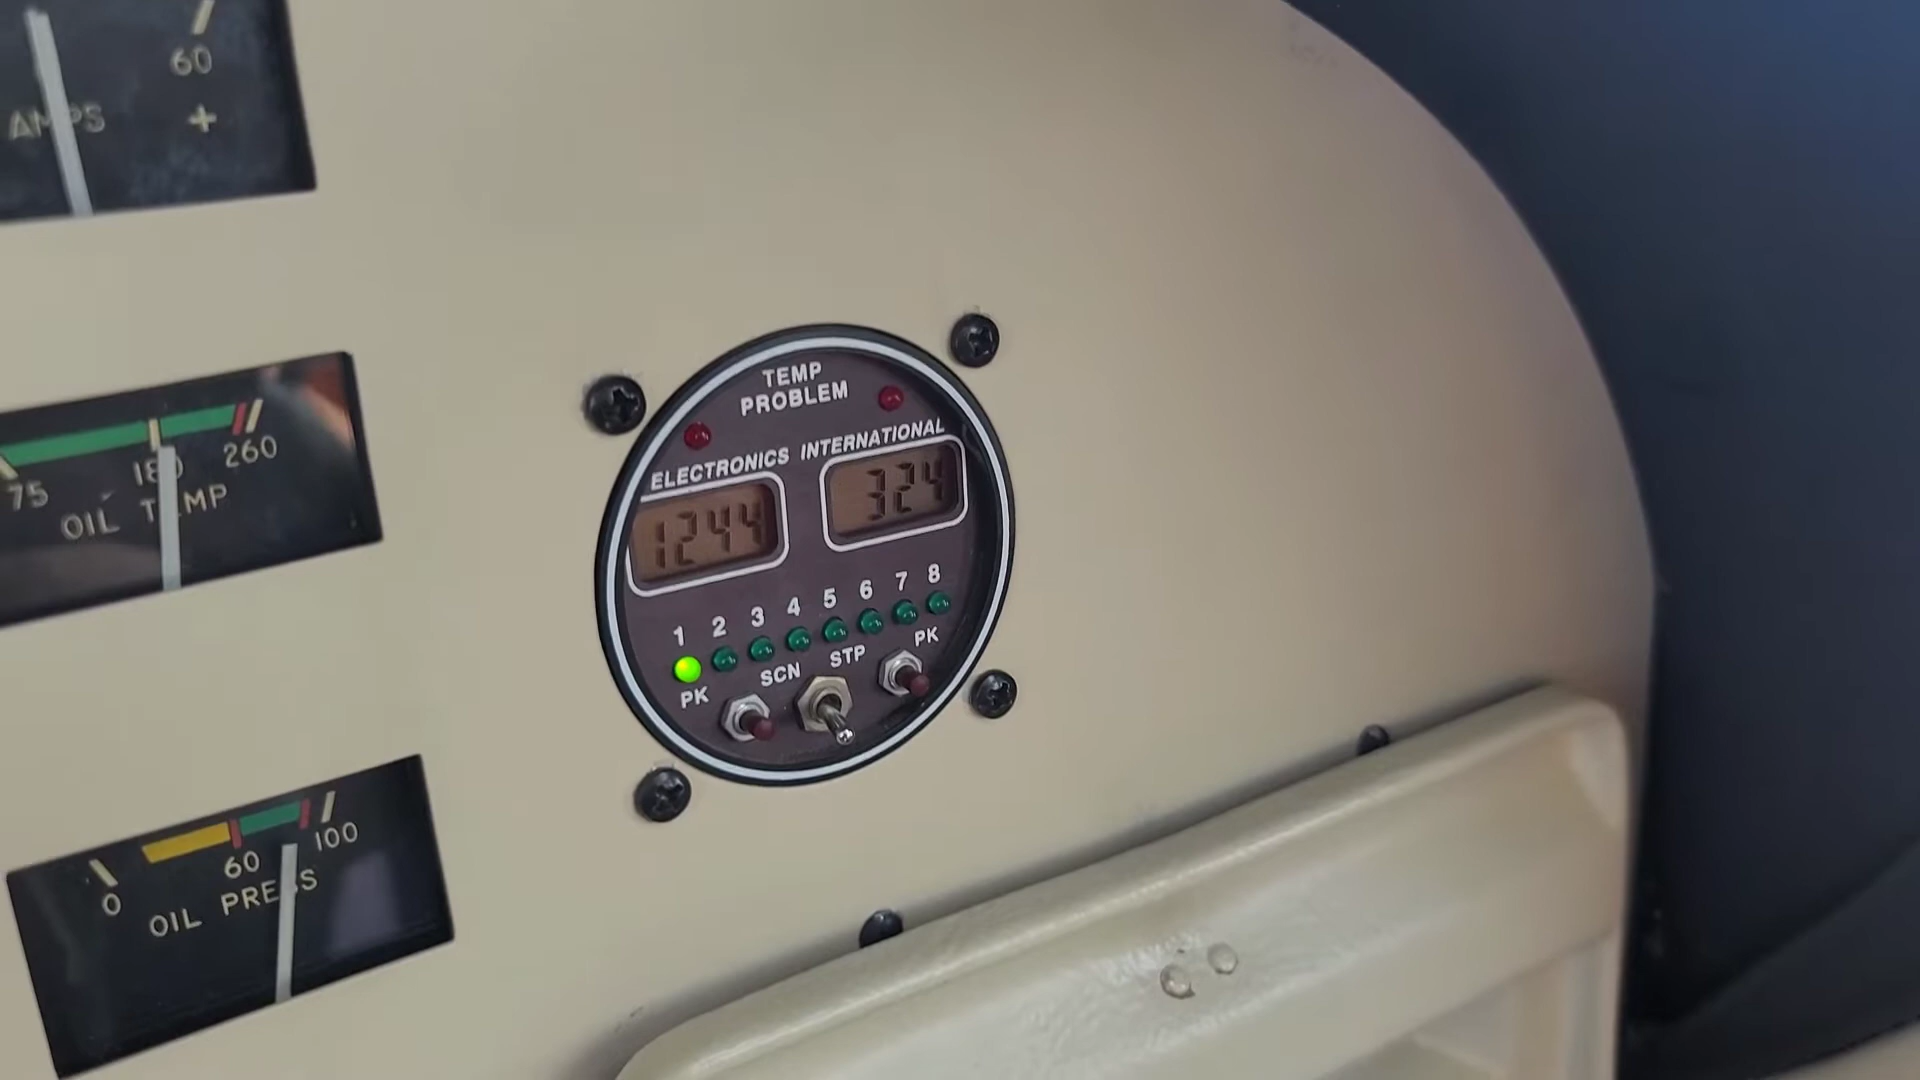 60
AMPS +
75 180 260
OIL TEMP
0 60 100
OIL PRESS
TEMP
PROBLEM
ELECTRONICS INTERNATIONAL
1244 324
1 2 3 4 5 6 7 8
PK SCN STP PK